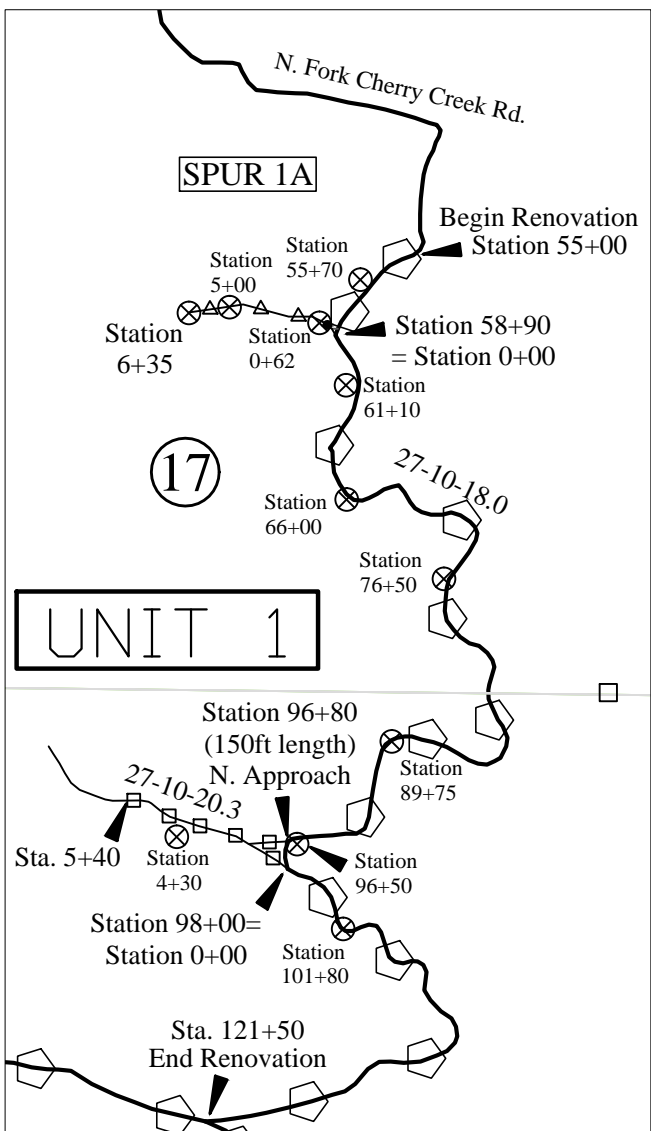 N. Fork Cherry Creek Rd.
SPUR 1A
Begin Renovation
Station 55+00
Station
55+70
Station
5+00
Station
6+35
Station
0+62
Station 58+90
= Station 0+00
Station
61+10
17
27-10-18.0
Station
66+00
Station
76+50
UNIT 1
Station 96+80
(150ft length)
N. Approach
Station
89+75
27-10-20.3
Sta. 5+40
Station
4+30
Station
96+50
Station 98+00=
Station 0+00
Station
101+80
Sta. 121+50
End Renovation